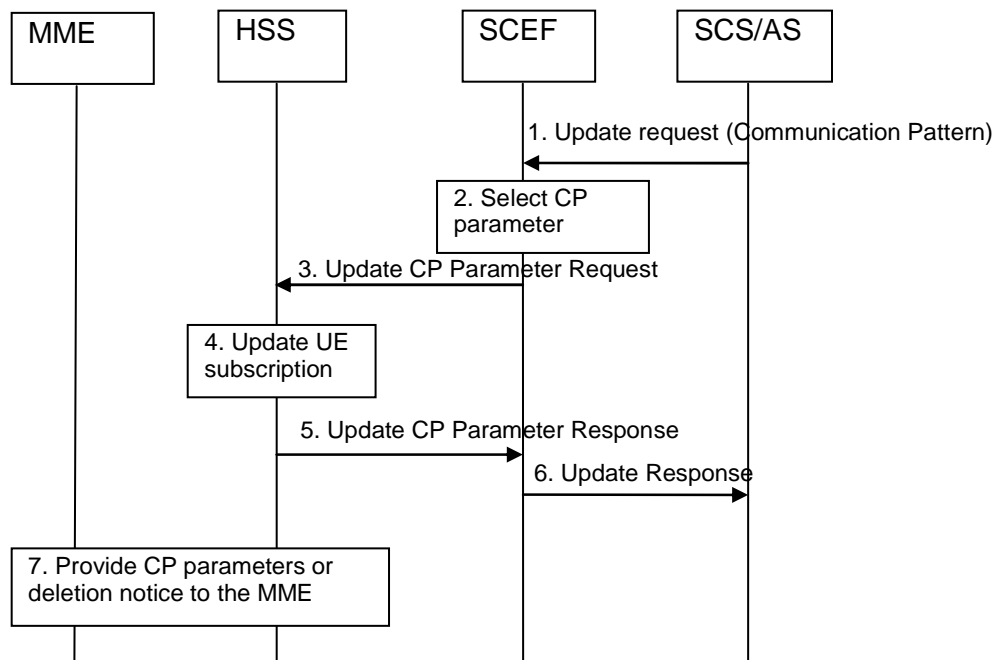 MME
HSS
SCEF
SCS/AS
1. Update request (Communication Pattern)
2. Select CP
parameter
3. Update CP Parameter Request
4. Update UE
subscription
5. Update CP Parameter Response
6. Update Response
7. Provide CP parameters or
deletion notice to the MME